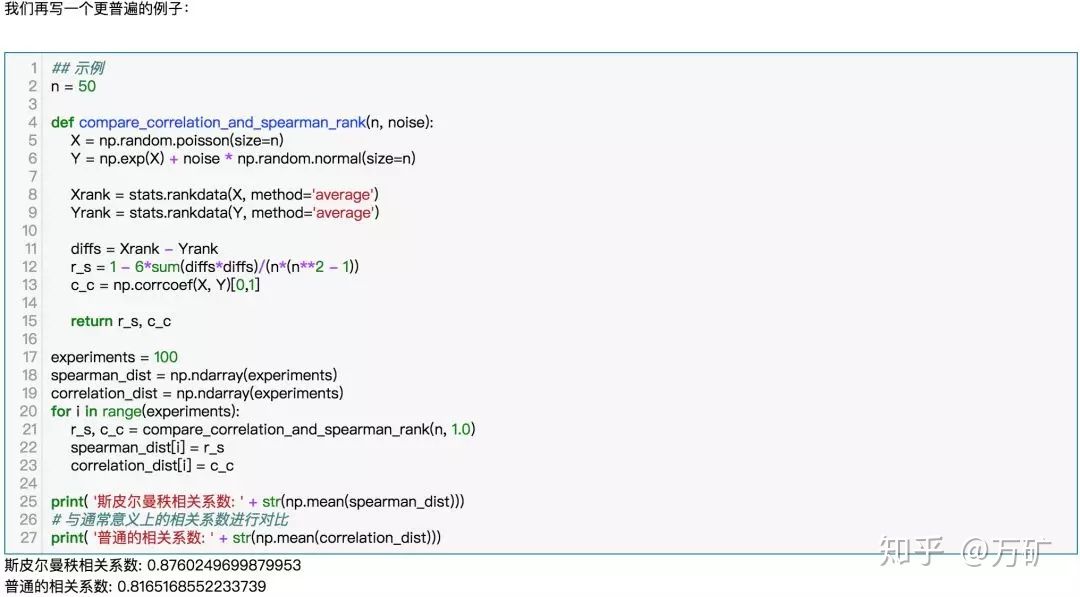 我们再写一个更普遍的例子：
1 ## 示例
2 n = 50
3
4 def compare_correlation_and_spearman_rank(n, noise):
5 X = np.random.poisson(size=n)
6 Y = np.exp(X) + noise * np.random.normal(size=n)
7
8 Xrank = stats.rankdata(X, method='average')
9 Yrank = stats.rankdata(Y, method='average')
10
11 diffs = Xrank - Yrank
12 r_s = 1 - 6*sum(diffs*diffs)/(n*(n**2 - 1))
13 c_c = np.corrcoef(X, Y)[0,1]
14
15 return r_s, c_c
16
17 experiments = 100
18 spearman_dist = np.ndarray(experiments)
19 correlation_dist = np.ndarray(experiments)
20 for i in range(experiments):
21 r_s, c_c = compare_correlation_and_spearman_rank(n, 1.0)
22 spearman_dist[i] = r_s
23 correlation_dist[i] = c_c
24
25 print( '斯皮尔曼秩相关系数: ' + str(np.mean(spearman_dist)))
26 # 与通常意义上的相关系数进行对比
27 print( '普通的相关系数: ' + str(np.mean(correlation_dist)))
斯皮尔曼秩相关系数: 0.8760249699879953
普通的相关系数: 0.8165168552233739
知乎 @万矿